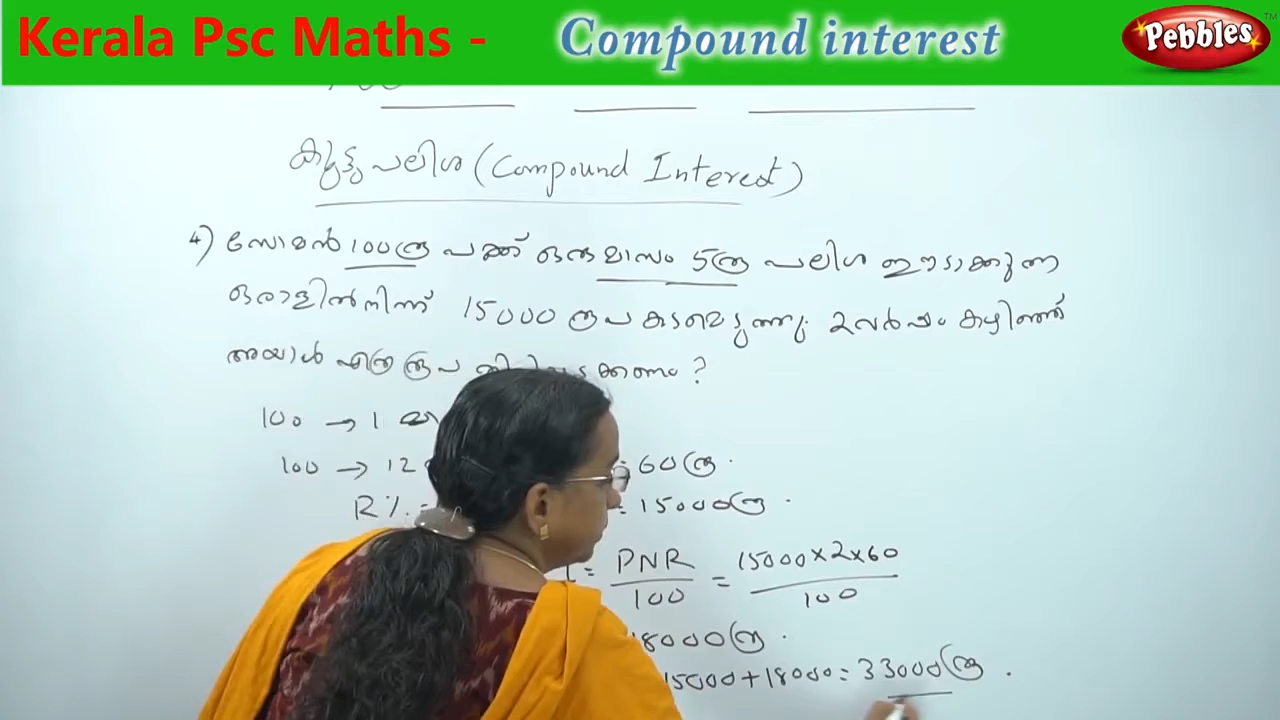 Kerala Psc Maths - Compound interest
Pebbles
TM
കൂട്ടുപലിശ (Compound Interest)
4) സോമൻ 100രൂ പക്ക് ഒരു മാസം 5രൂ പലിശ ഈടാക്കുന്ന
ഒരാളിൽ നിന്ന് 15000 രൂപ കടമെടുത്തു. 2വർഷം കഴിഞ്ഞ്
അയാൾ എത്ര രൂപ ?
100 → 1
100 → 12 60രൂ.
R% = = 15000രൂ.
= PNR/100 = 15000×2×60/100
18000രൂ.
15000+18000=33000രൂ.